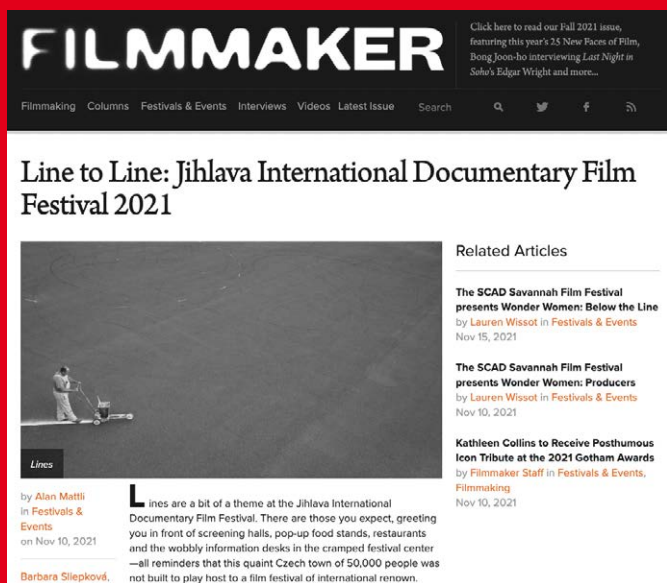 FILMMAKER
Click here to read our Fall 2021 issue,
featuring this year's 25 New Faces of Film,
Bong Joon-ho interviewing Last Night in
Soho's Edgar Wright and more...
Filmmaking Columns Festivals & Events Interviews Videos Latest Issue Search
Line to Line: Jihlava International Documentary Film
Festival 2021
Lines
by Alan Mattli
in Festivals &
Events
on Nov 10, 2021
Barbara Sliepková,
Lines are a bit of a theme at the Jihlava International
Documentary Film Festival. There are those you expect, greeting
you in front of screening halls, pop-up food stands, restaurants
and the wobbly information desks in the cramped festival center
—all reminders that this quaint Czech town of 50,000 people was
not built to play host to a film festival of international renown.
Related Articles
The SCAD Savannah Film Festival
presents Wonder Women: Below the Line
by Lauren Wissot in Festivals & Events
Nov 15, 2021
The SCAD Savannah Film Festival
presents Wonder Women: Producers
by Lauren Wissot in Festivals & Events
Nov 10, 2021
Kathleen Collins to Receive Posthumous
Icon Tribute at the 2021 Gotham Awards
by Filmmaker Staff in Festivals & Events,
Filmmaking
Nov 10, 2021